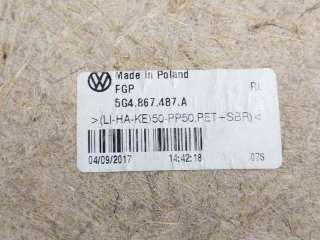 Made in Poland
FGP RL
5G4.867.487.A
>(LI-HA-KE)50-PP50,PET+SBR)<
04/09/2017 14:42:18 07S